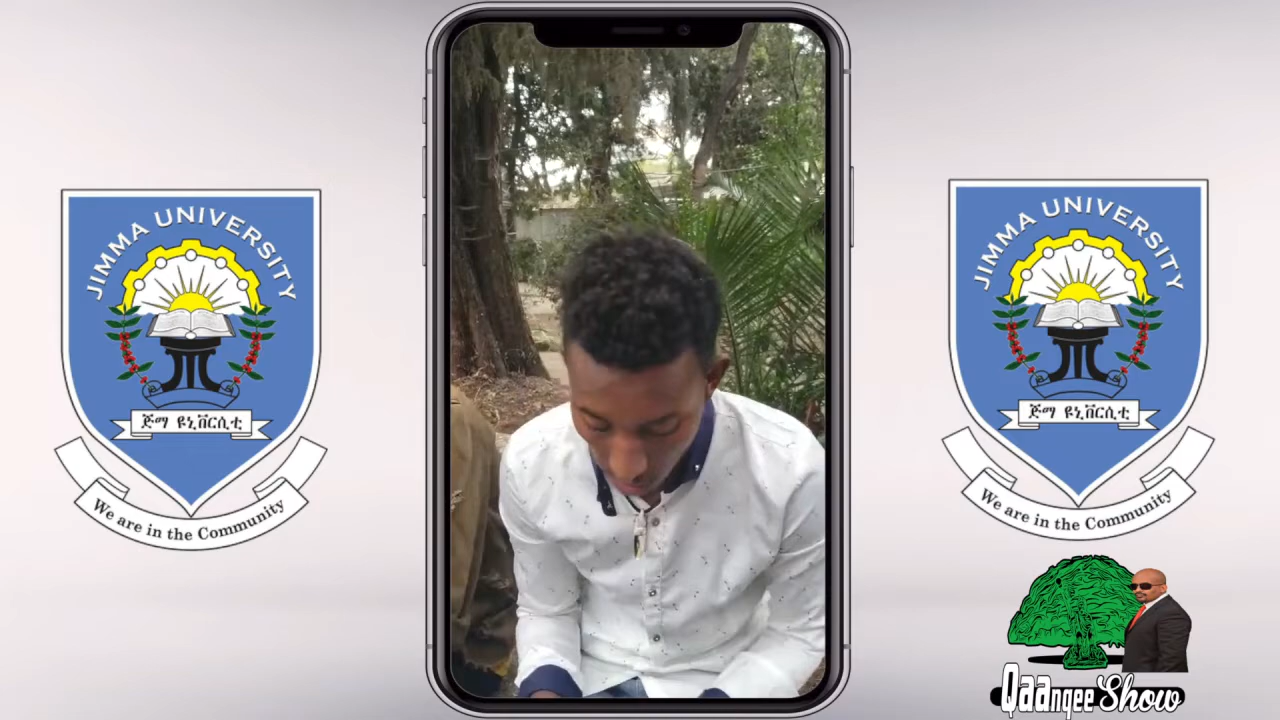 JIMMA UNIVERSITY
ጅማ ዩኒቨርሲቲ
We are in the Community
JIMMA UNIVERSITY
ጅማ ዩኒቨርሲቲ
We are in the Community
Qaanqee Show